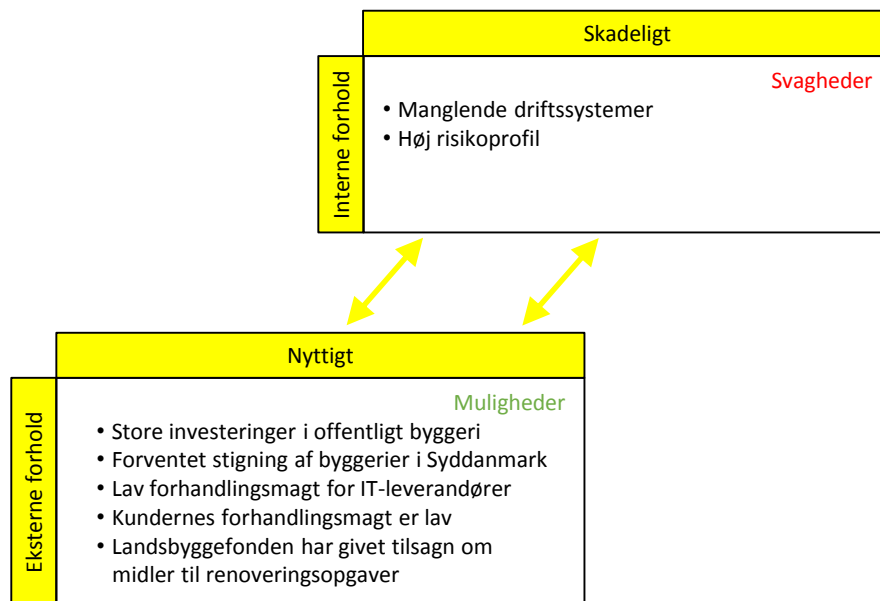 Skadeligt
Interne forhold
Svagheder
• Manglende driftssystemer
• Høj risikoprofil
Nyttigt
Eksterne forhold
Muligheder
• Store investeringer i offentligt byggeri
• Forventet stigning af byggerier i Syddanmark
• Lav forhandlingsmagt for IT-leverandører
• Kundernes forhandlingsmagt er lav
• Landsbyggefonden har givet tilsagn om
midler til renoveringsopgaver